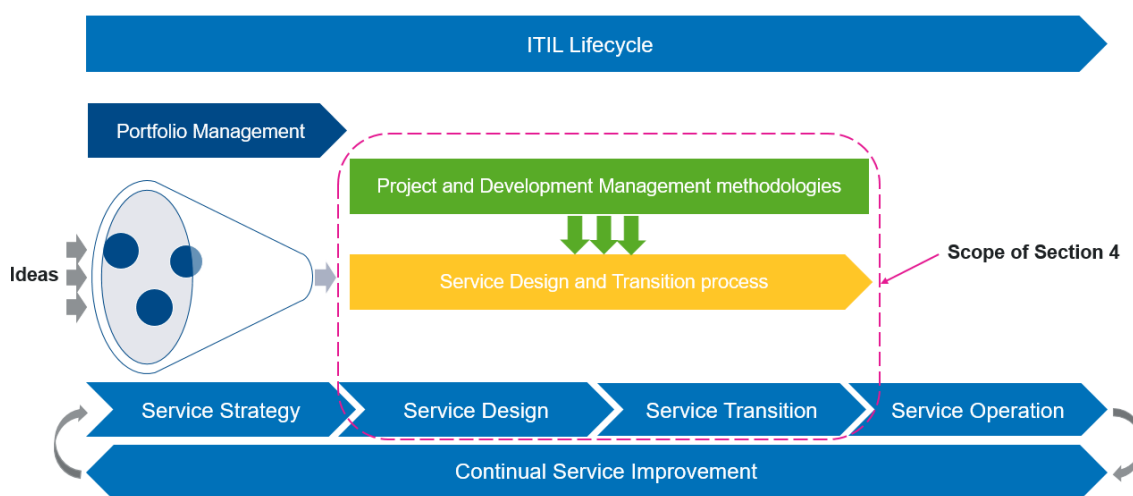 ITIL Lifecycle
Portfolio Management
Project and Development Management methodologies
Ideas
Service Design and Transition process
Scope of Section 4
Service Strategy
Service Design
Service Transition
Service Operation
Continual Service Improvement